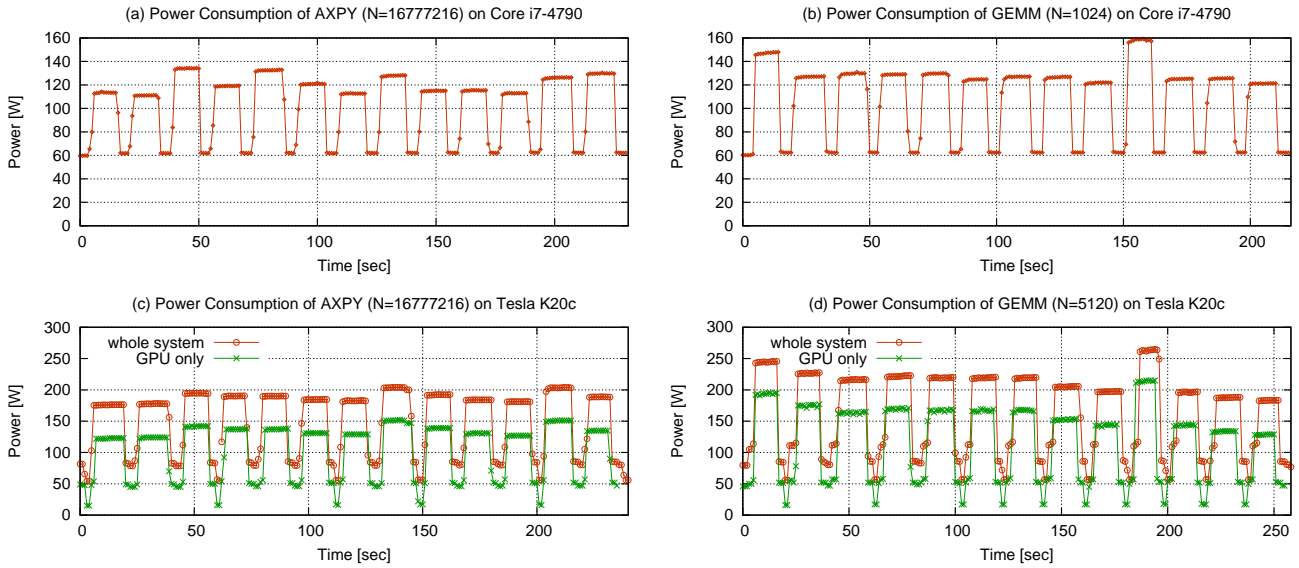 (a) Power Consumption of AXPY (N=16777216) on Core i7-4790
160
140
120
100
80
60
40
20
0
Power [W]
0 50 100 150 200
Time [sec]
(b) Power Consumption of GEMM (N=1024) on Core i7-4790
160
140
120
100
80
60
40
20
0
Power [W]
0 50 100 150 200
Time [sec]
(c) Power Consumption of AXPY (N=16777216) on Tesla K20c
300
250
200
150
100
50
0
Power [W]
whole system
GPU only
0 50 100 150 200
Time [sec]
(d) Power Consumption of GEMM (N=5120) on Tesla K20c
300
250
200
150
100
50
0
Power [W]
whole system
GPU only
0 50 100 150 200 250
Time [sec]